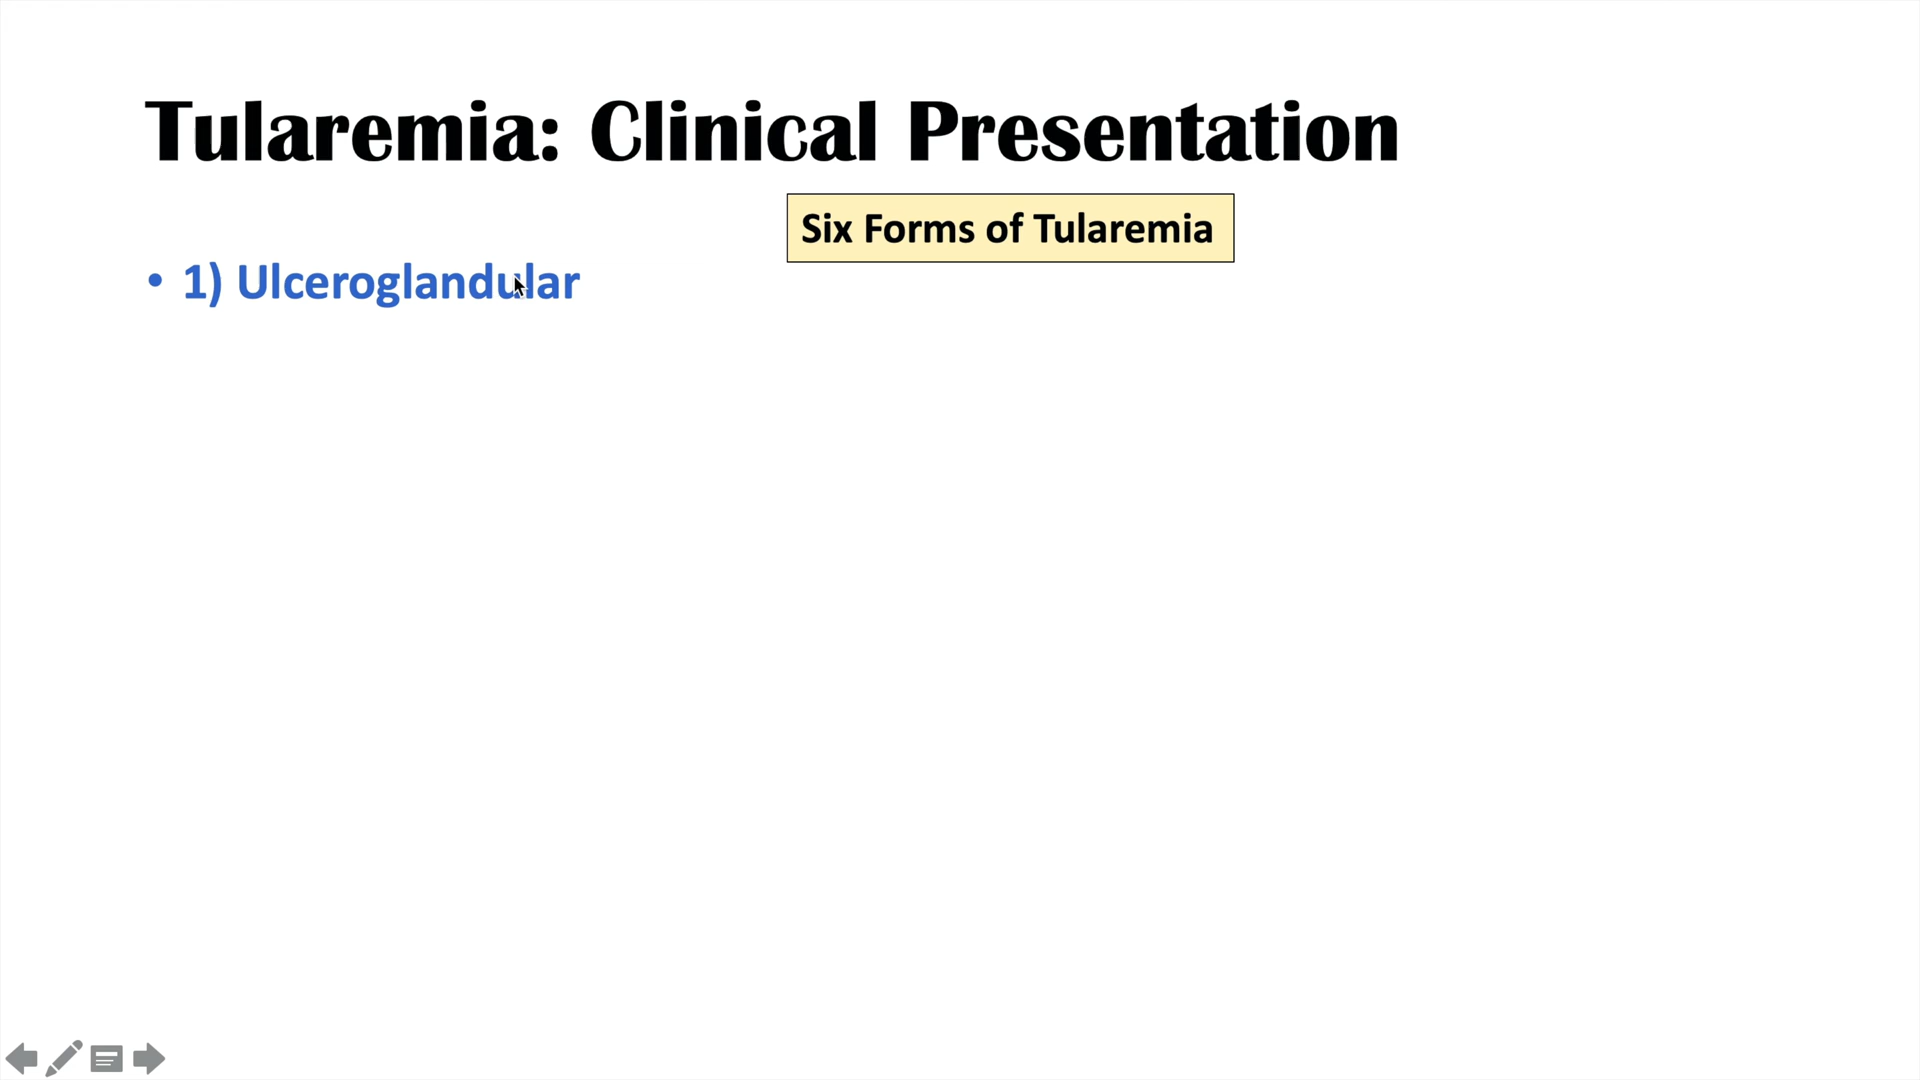 Tularemia: Clinical Presentation
Six Forms of Tularemia
• 1) Ulceroglandular